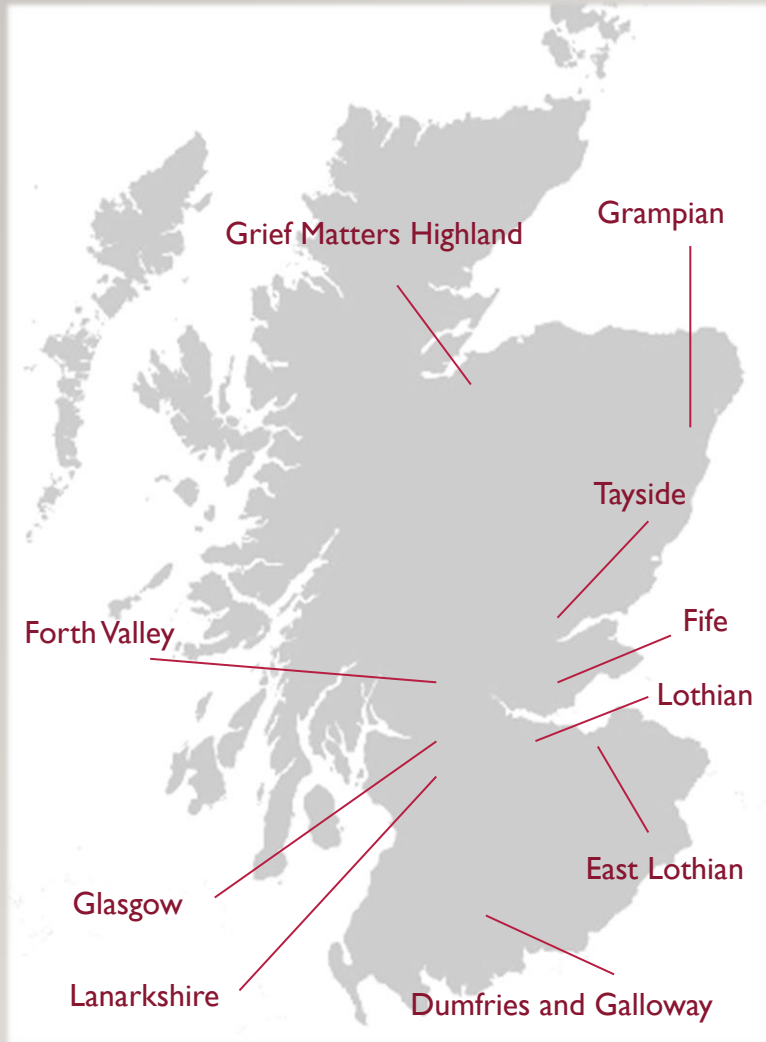 Grampian
Grief Matters Highland
Tayside
Fife
Forth Valley
Lothian
East Lothian
Glasgow
Lanarkshire
Dumfries and Galloway